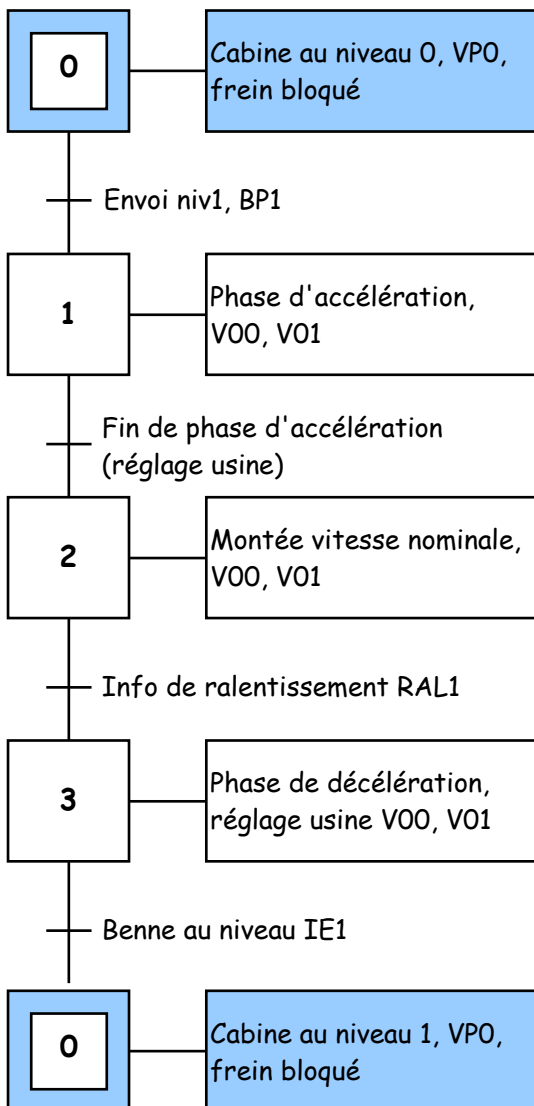 0
Cabine au niveau 0, VP0,
frein bloqué
Envoi niv1, BP1
1
Phase d'accélération,
V00, V01
Fin de phase d'accélération
(réglage usine)
2
Montée vitesse nominale,
V00, V01
Info de ralentissement RAL1
3
Phase de décélération,
réglage usine V00, V01
Benne au niveau IE1
0
Cabine au niveau 1, VP0,
frein bloqué